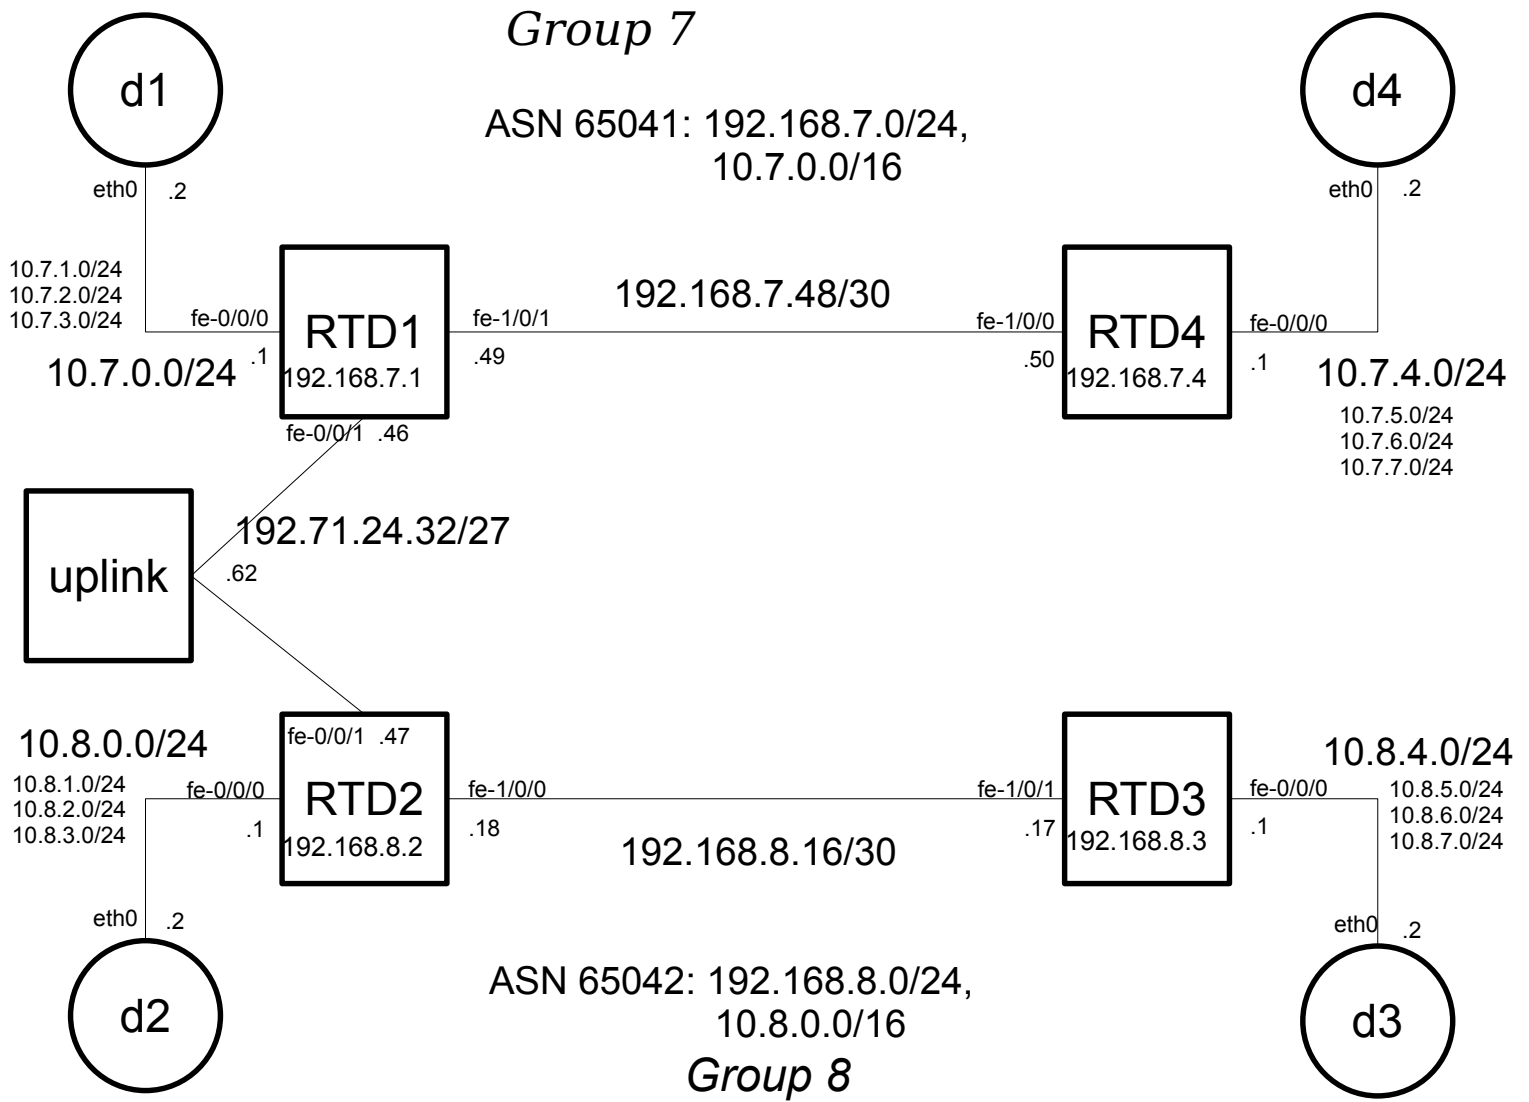 Group 7
d1
d4
ASN 65041: 192.168.7.0/24,
10.7.0.0/16
eth0 .2
eth0 .2
10.7.1.0/24
10.7.2.0/24
10.7.3.0/24
192.168.7.48/30
fe-0/0/0
RTD1
fe-1/0/1
fe-1/0/0
RTD4
fe-0/0/0
.1
.49
.50
.1
10.7.0.0/24
192.168.7.1
192.168.7.4
10.7.4.0/24
10.7.5.0/24
10.7.6.0/24
10.7.7.0/24
fe-0/0/1 .46
192.71.24.32/27
uplink
.62
10.8.0.0/24
fe-0/0/1 .47
10.8.4.0/24
10.8.1.0/24
10.8.2.0/24
10.8.3.0/24
fe-0/0/0
RTD2
fe-1/0/0
fe-1/0/1
RTD3
fe-0/0/0
10.8.5.0/24
10.8.6.0/24
10.8.7.0/24
.1
.18
.17
.1
192.168.8.2
192.168.8.16/30
192.168.8.3
eth0 .2
eth0 .2
d2
d3
ASN 65042: 192.168.8.0/24,
10.8.0.0/16
Group 8